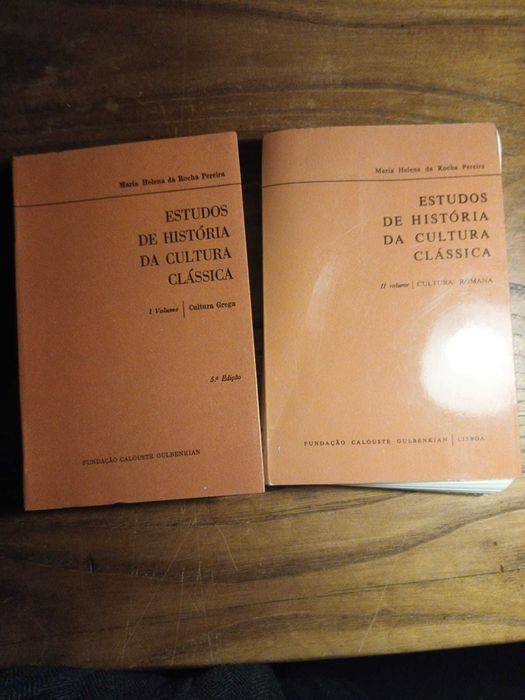 Maria Helena da Rocha Pereira
ESTUDOS
DE HISTÓRIA
DA CULTURA
CLÁSSICA
I Volume | Cultura Grega
5.ª Edição
FUNDAÇÃO CALOUSTE GULBENKIAN
Maria Helena da Rocha Pereira
ESTUDOS
DE HISTÓRIA
DA CULTURA
CLÁSSICA
II volume | CULTURA ROMANA
FUNDAÇÃO CALOUSTE GULBENKIAN | LISBOA